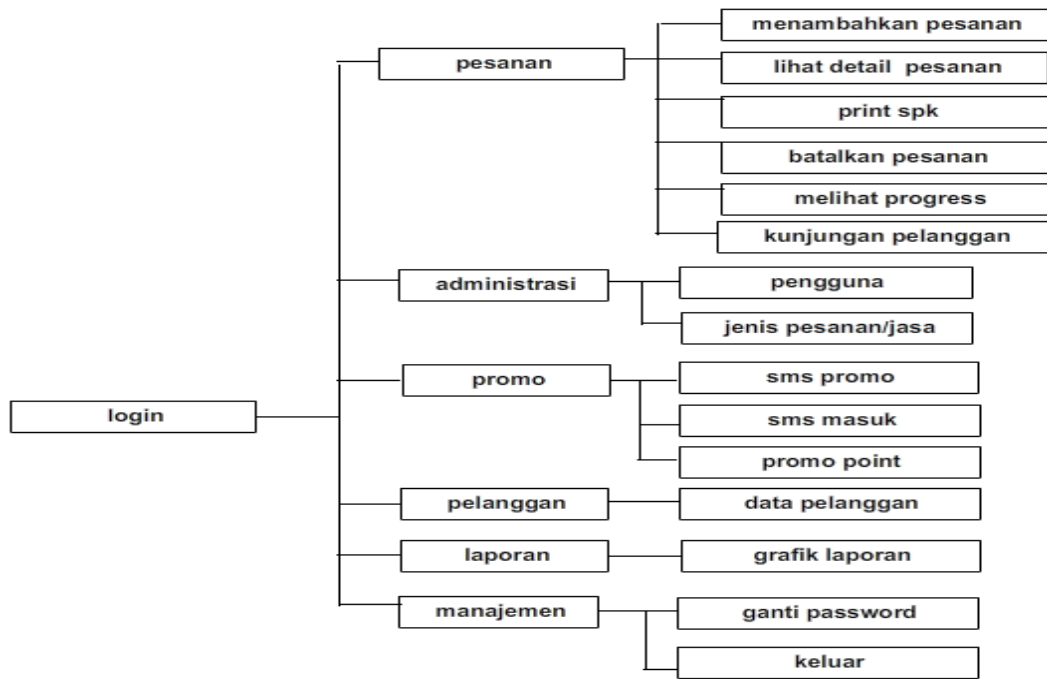 login
pesanan
menambahkan pesanan
lihat detail pesanan
print spk
batalkan pesanan
melihat progress
kunjungan pelanggan
administrasi
pengguna
jenis pesanan/jasa
promo
sms promo
sms masuk
promo point
pelanggan
data pelanggan
laporan
grafik laporan
manajemen
ganti password
keluar